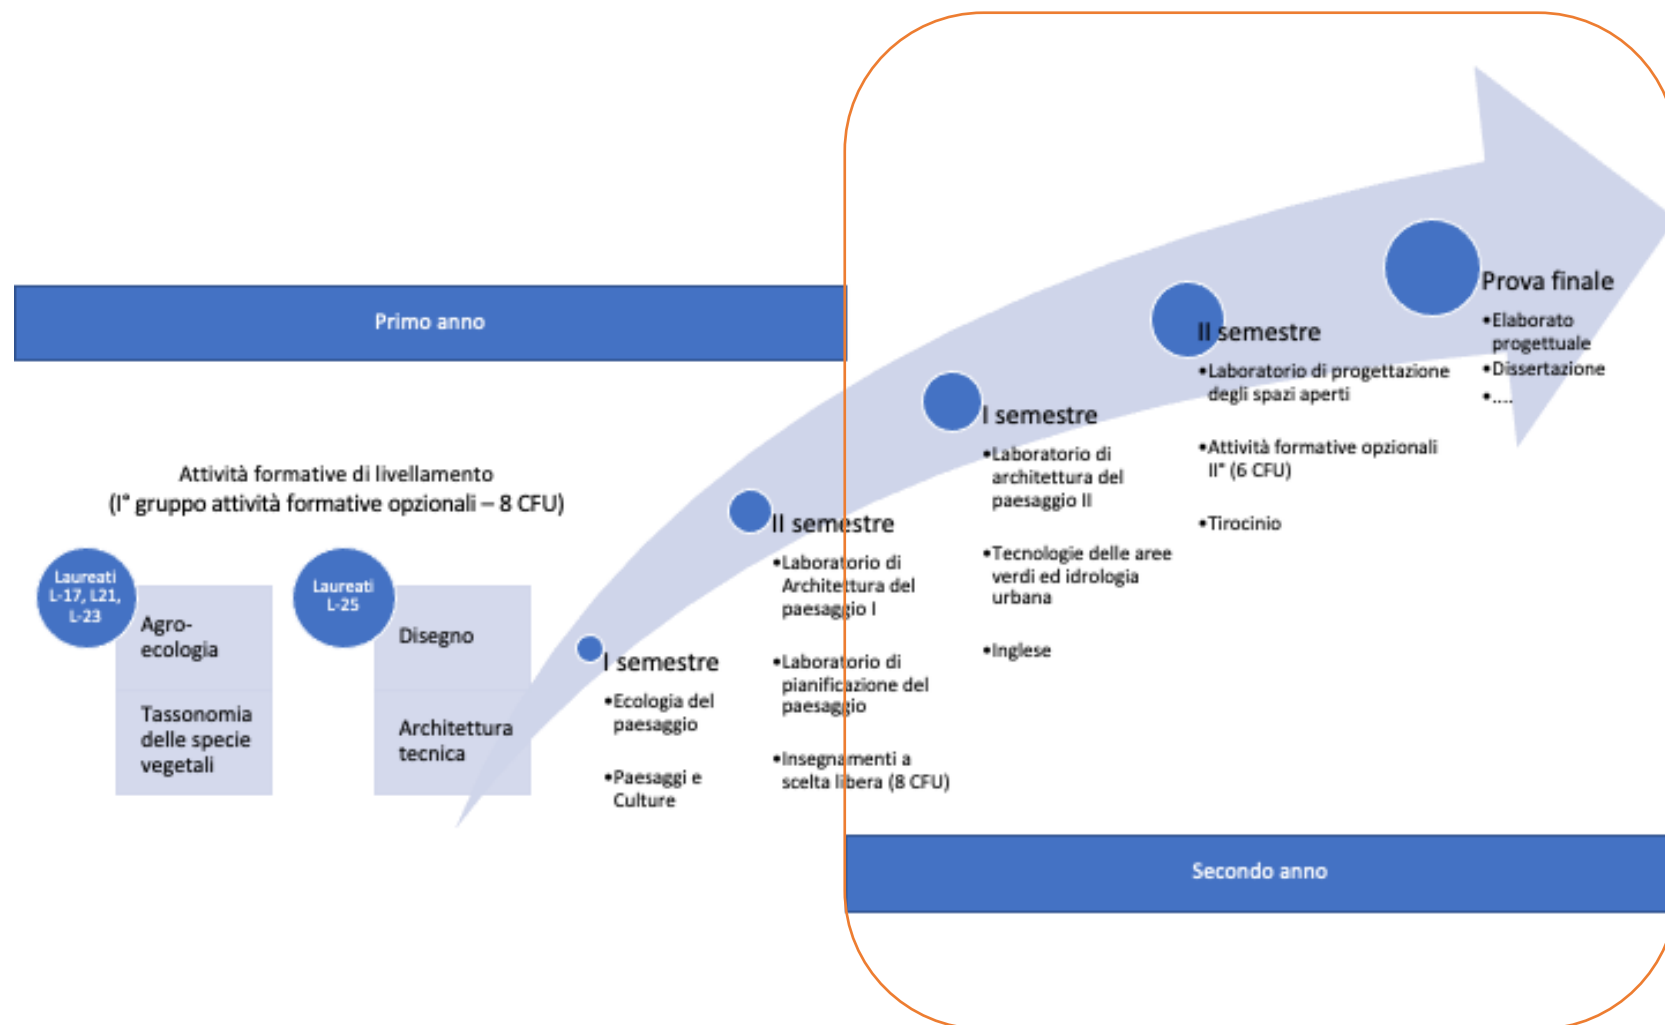 Primo anno
Attività formative di livellamento
(I° gruppo attività formative opzionali – 8 CFU)
Laureati
L-17, L21,
L-23
Agro-
ecologia
Tassonomia
delle specie
vegetali
Laureati
L-25
Disegno
Architettura
tecnica
I semestre
•Ecologia del
paesaggio
•Paesaggi e
Culture
II semestre
•Laboratorio di
Architettura del
paesaggio I
•Laboratorio di
pianificazione del
paesaggio
•Insegnamenti a
scelta libera (8 CFU)
I semestre
•Laboratorio di
architettura del
paesaggio II
•Tecnologie delle aree
verdi ed idrologia
urbana
•Inglese
II semestre
•Laboratorio di progettazione
degli spazi aperti
•Attività formative opzionali
II° (6 CFU)
•Tirocinio
Prova finale
•Elaborato
progettuale
•Dissertazione
•....
Secondo anno